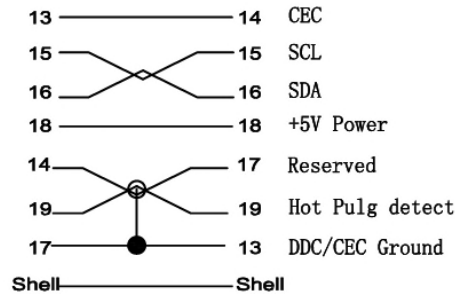 13 14 CEC
15 15 SCL
16 16 SDA
18 18 +5V Power
14 17 Reserved
19 19 Hot Pulg detect
17 13 DDC/CEC Ground
Shell Shell